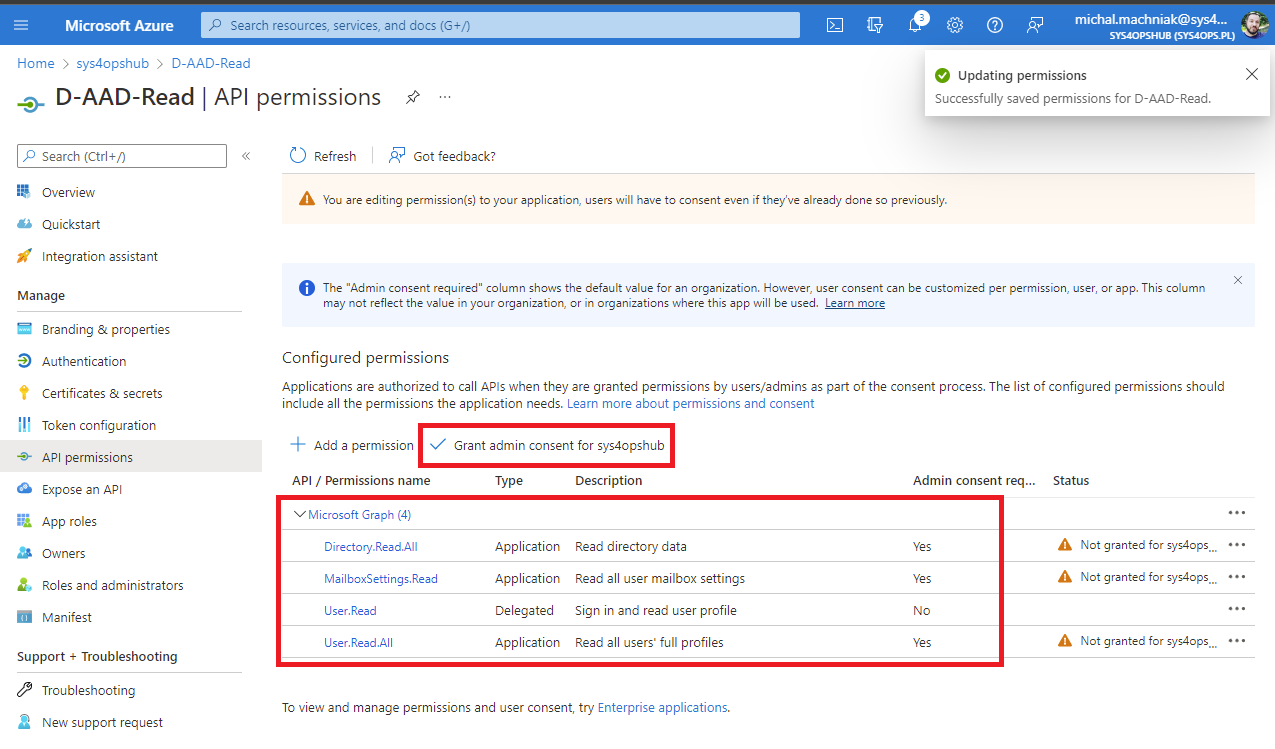 Microsoft Azure
Search resources, services, and docs (G+/)
3
michal.machniak@sys4...
SYS4OPSHUB (SYS4OPS.PL)
Home > sys4opshub > D-AAD-Read
D-AAD-Read | API permissions
...
Updating permissions
Successfully saved permissions for D-AAD-Read.
Search (Ctrl+/)
«
Overview
Quickstart
Integration assistant
Manage
Branding & properties
Authentication
Certificates & secrets
Token configuration
API permissions
Expose an API
App roles
Owners
Roles and administrators
Manifest
Support + Troubleshooting
Troubleshooting
New support request
Refresh
Got feedback?
You are editing permission(s) to your application, users will have to consent even if they've already done so previously.
The "Admin consent required" column shows the default value for an organization. However, user consent can be customized per permission, user, or app. This column
may not reflect the value in your organization, or in organizations where this app will be used. Learn more
Configured permissions
Applications are authorized to call APIs when they are granted permissions by users/admins as part of the consent process. The list of configured permissions should
include all the permissions the application needs. Learn more about permissions and consent
Add a permission
Grant admin consent for sys4opshub
API / Permissions name Type Description Admin consent req... Status
Microsoft Graph (4)
Directory.Read.All Application Read directory data Yes Not granted for sys4ops...
MailboxSettings.Read Application Read all user mailbox settings Yes Not granted for sys4ops...
User.Read Delegated Sign in and read user profile No
User.Read.All Application Read all users' full profiles Yes Not granted for sys4ops...
To view and manage permissions and user consent, try Enterprise applications.